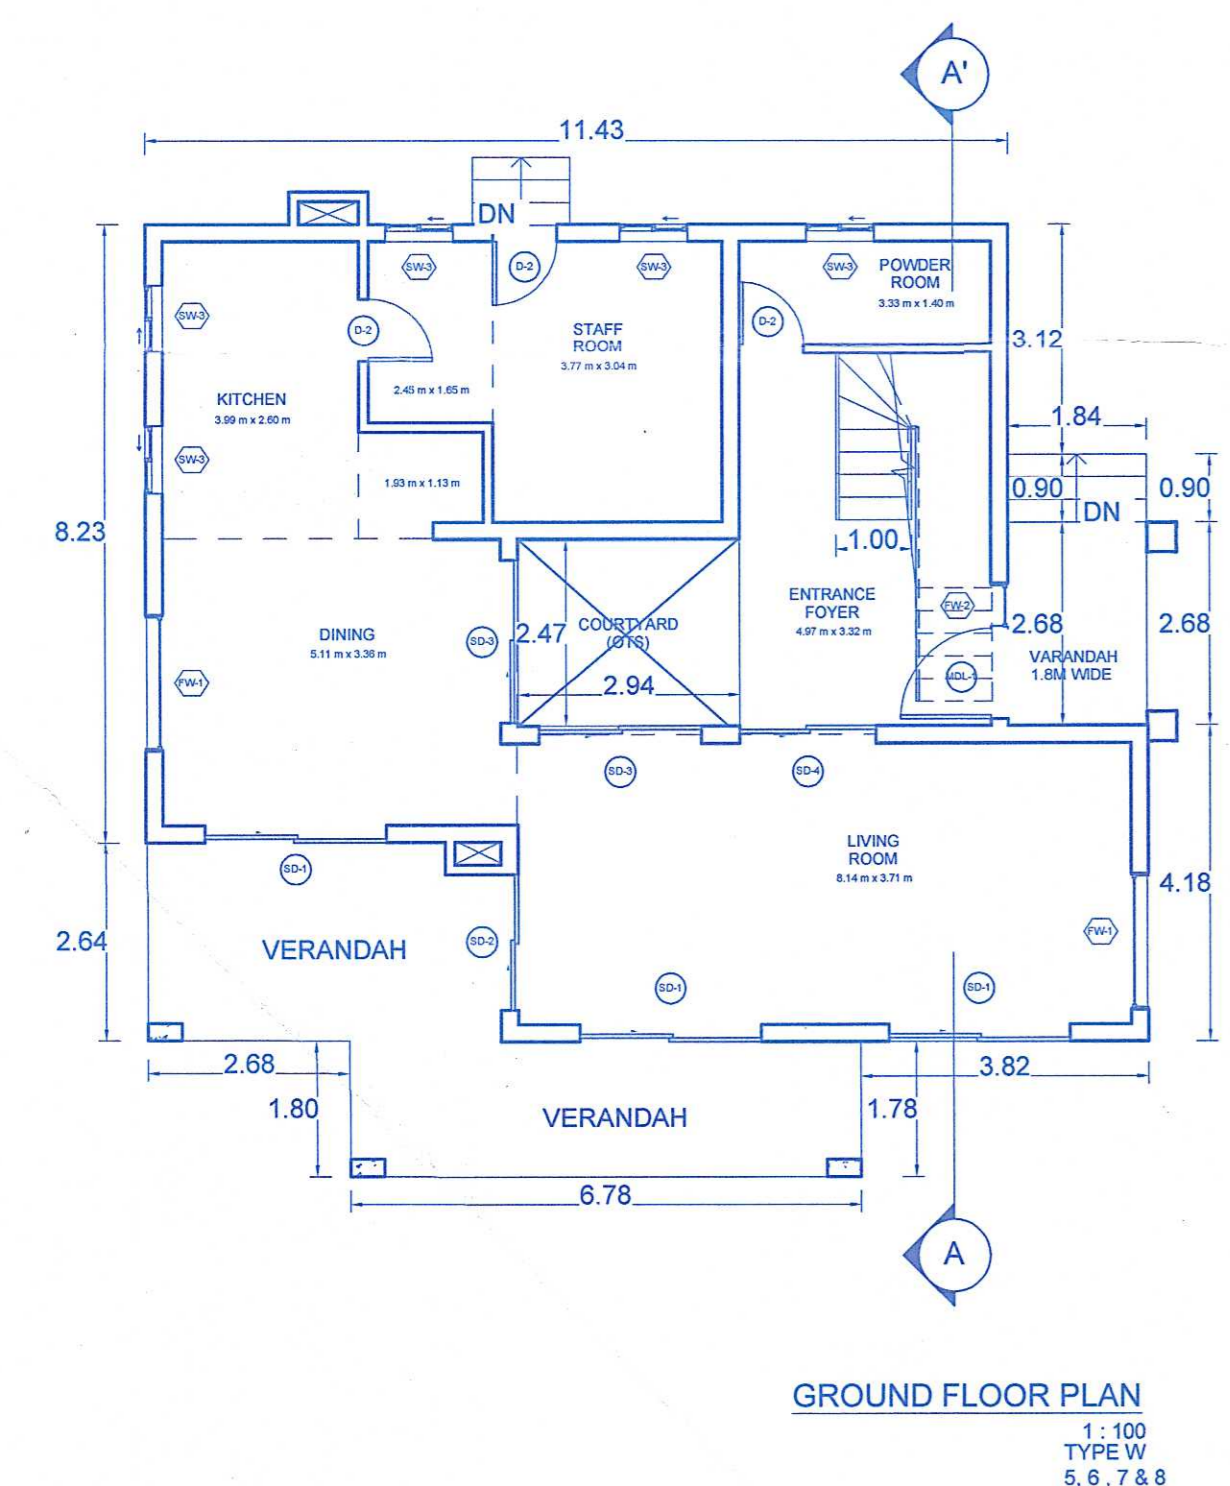 A'
11.43
DN
SW-3
D-2
SW-3
SW-3
POWDER
ROOM
3.33 m x 1.40 m
SW-3
D-2
D-2
STAFF
ROOM
3.77 m x 3.04 m
3.12
KITCHEN
3.99 m x 2.60 m
2.45 m x 1.65 m
1.84
SW-3
1.93 m x 1.13 m
0.90
0.90
DN
8.23
1.00
ENTRANCE
FOYER
4.97 m x 3.32 m
FW-2
2.68
2.68
DINING
5.11 m x 3.36 m
SD-3
2.47
COURTYARD
(OTS)
VARANDAH
1.8M WIDE
FW-1
2.94
MDL-1
SD-3
SD-4
LIVING
ROOM
8.14 m x 3.71 m
SD-1
4.18
2.64
VERANDAH
SD-2
FW-1
SD-1
SD-1
2.68
3.82
1.80
VERANDAH
1.78
6.78
A
GROUND FLOOR PLAN
1 : 100
TYPE W
5, 6 , 7 & 8